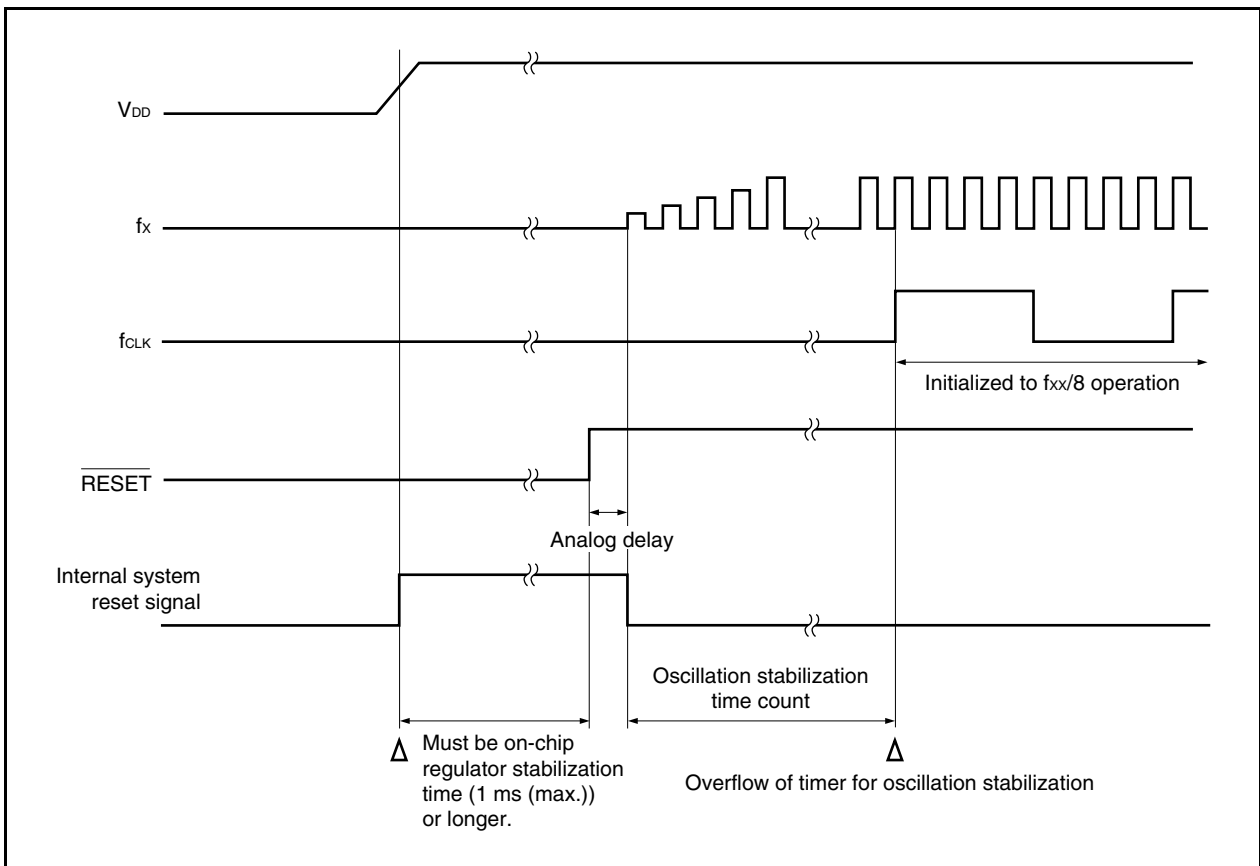 VDD
fX
fCLK
Initialized to fxx/8 operation
RESET
Analog delay
Internal system
reset signal
Oscillation stabilization
time count
Must be on-chip
regulator stabilization
time (1 ms (max.))
or longer.
Overflow of timer for oscillation stabilization